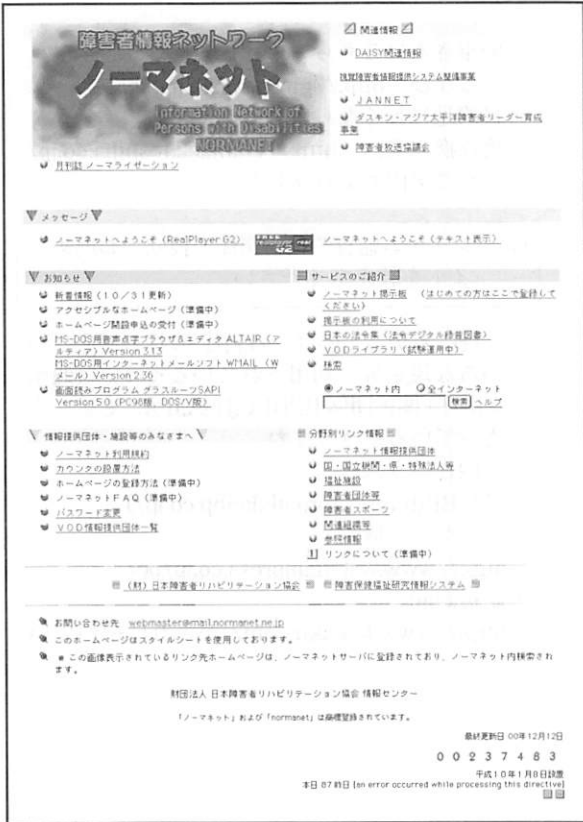 障害者情報ネットワーク
ノーマネット
Information Network of
Persons with Disabilities
NORMANET
月刊誌 ノーマライゼーション
関連情報
DAISY関連情報
視覚障害者情報提供システム整備事業
JANNET
ダスキン・アジア太平洋障害者リーダー育成
事業
障害者放送協議会
メッセージ
ノーマネットへようこそ (RealPlayer G2)
ノーマネットへようこそ (テキスト表示)
お知らせ
新着情報 (10/31更新)
アクセシブルなホームページ (準備中)
ホームページ開設申込の受付 (準備中)
MS-DOS用音声点字ブラウザ&エディタ ALTAIR (ア
ルティア) Version 3.13
MS-DOS用インターネットメールソフト WMAIL (W
メール) Version 2.36
画面読みプログラム グラスルーツSAPI
Version 5.0 (PC98版、DOS/V版)
サービスのご紹介
ノーマネット掲示板 (はじめての方はここで登録して
ください)
掲示板の利用について
日本の法令集 (法令デジタル録音図書)
VODライブラリ (試験運用中)
検索
ノーマネット内 全インターネット
検索 ヘルプ
情報提供団体・施設等のみなさまへ
ノーマネット利用規約
カウンタの設置方法
ホームページの登録方法 (準備中)
ノーマネットFAQ (準備中)
パスワード変更
VOD情報提供団体一覧
分野別リンク情報
ノーマネット情報提供団体
国・国立機関・県・特殊法人等
福祉施設
障害者団体等
障害者スポーツ
関連組織等
参照情報
リンクについて (準備中)
(財)日本障害者リハビリテーション協会 障害保健福祉研究情報システム
お問い合わせ先 webmaster@mail.normanet.ne.jp
このホームページはスタイルシートを使用しております。
この画像表示されているリンク先ホームページは、ノーマネットサーバに登録されており、ノーマネット内検索され
ます。
財団法人 日本障害者リハビリテーション協会 情報センター
「ノーマネット」および「normanet」は商標登録されています。
最終更新日 00年12月12日
00237483
平成10年1月8日設置
本日 87 昨日 [an error occurred while processing this directive]